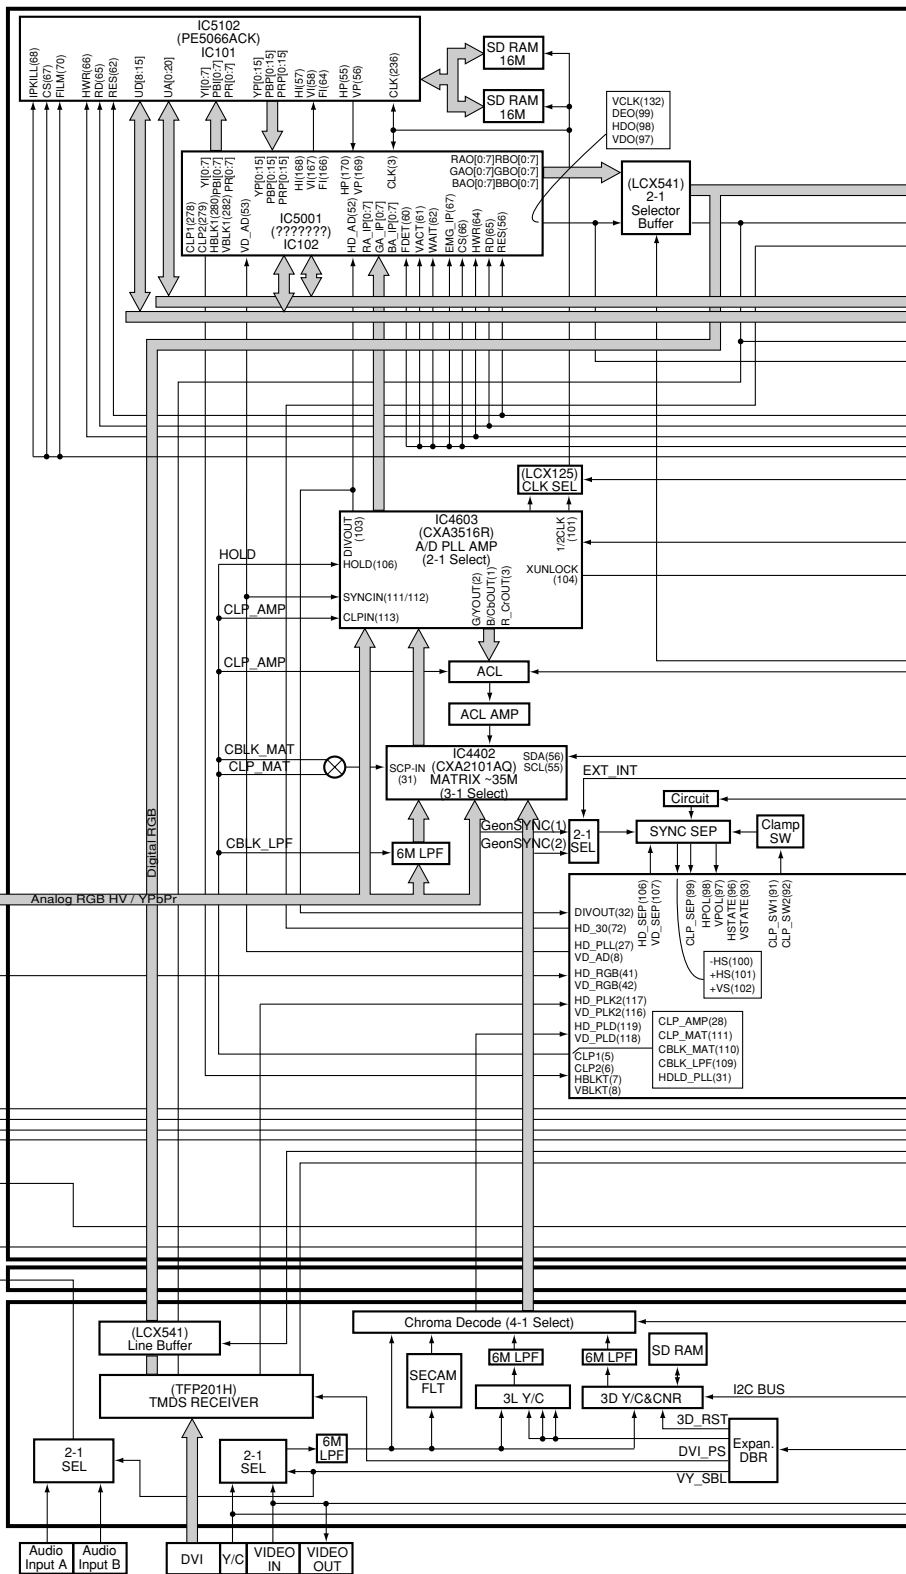 IC5102
(PE5066ACK)
IC101
IPKILL(68)
CS(67)
FILM(70)
HWR(66)
RD(65)
RES(62)
UD[8:15]
UA[0:20]
YI[0:7]
PBI[0:7]
PR[0:7]
YP[0:15]
PBP[0:15]
PRP[0:15]
HI(57)
VI(58)
FI(64)
HP(55)
VP(56)
CLK(236)
SD RAM
16M
SD RAM
16M
VCLK(132)
DEO(99)
HDO(98)
VDO(97)
CLP1(278)
CLP2(279)
HBLK1(280)
VBLK1(282)
YI[0:7]
PBI[0:7]
PR[0:7]
VD_AD(53)
YP[0:15]
PBP[0:15]
PRP[0:15]
HI(168)
VI(167)
FI(166)
HP(170)
VP(169)
HD_AD(52)
CLK(3)
RA_IP[0:7]
GA_IP[0:7]
BA_IP[0:7]
FDET(60)
VACT(61)
WAIT(62)
EMG_IP(67)
CS(66)
HWR(64)
RD(65)
RES(56)
RAO[0:7]RBO[0:7]
GAO[0:7]GBO[0:7]
BAO[0:7]BBO[0:7]
IC5001
(???????)
IC102
(LCX541)
2-1
Selector
Buffer
(LCX125)
CLK SEL
IC4603
(CXA3516R)
A/D PLL AMP
(2-1 Select)
DIVOUT
(103)
HOLD(106)
SYNCIN(111/112)
CLPIN(113)
1/2CLK
(101)
XUNLOCK
(104)
G/YOUT(2)
B/CbOUT(1)
R_CrOUT(3)
HOLD
CLP_AMP
CLP_AMP
ACL
ACL AMP
CBLK_MAT
CLP_MAT
SCP-IN
(31)
IC4402
(CXA2101AQ)
MATRIX ~35M
(3-1 Select)
SDA(56)
SCL(55)
EXT_INT
Circuit
GeonSYNC(1)
GeonSYNC(2)
2-1
SEL
SYNC SEP
Clamp
SW
CBLK_LPF
6M LPF
Digital RGB
Analog RGB HV / YPbPr
HD_SEP(106)
VD_SEP(107)
CLP_SEP(99)
HPOL(98)
VPOL(97)
HSTATE(96)
VSTATE(93)
CLP_SW1(91)
CLP_SW2(92)
DIVOUT(32)
HD_30(72)
HD_PLL(27)
VD_AD(8)
HD_RGB(41)
VD_RGB(42)
HD_PLK2(117)
VD_PLK2(116)
HD_PLD(119)
VD_PLD(118)
CLP1(5)
CLP2(6)
HBLKT(7)
VBLKT(8)
-HS(100)
+HS(101)
+VS(102)
CLP_AMP(28)
CLP_MAT(111)
CBLK_MAT(110)
CBLK_LPF(109)
HDLD_PLL(31)
(LCX541)
Line Buffer
Chroma Decode (4-1 Select)
6M LPF
6M LPF
SD RAM
SECAM
FLT
(TFP201H)
TMDS RECEIVER
3L Y/C
3D Y/C&CNR
I2C BUS
3D_RST
DVI_PS
VY_SBL
Expan.
DBR
6M
LPF
2-1
SEL
2-1
SEL
Audio
Input A
Audio
Input B
DVI
Y/C
VIDEO
IN
VIDEO
OUT